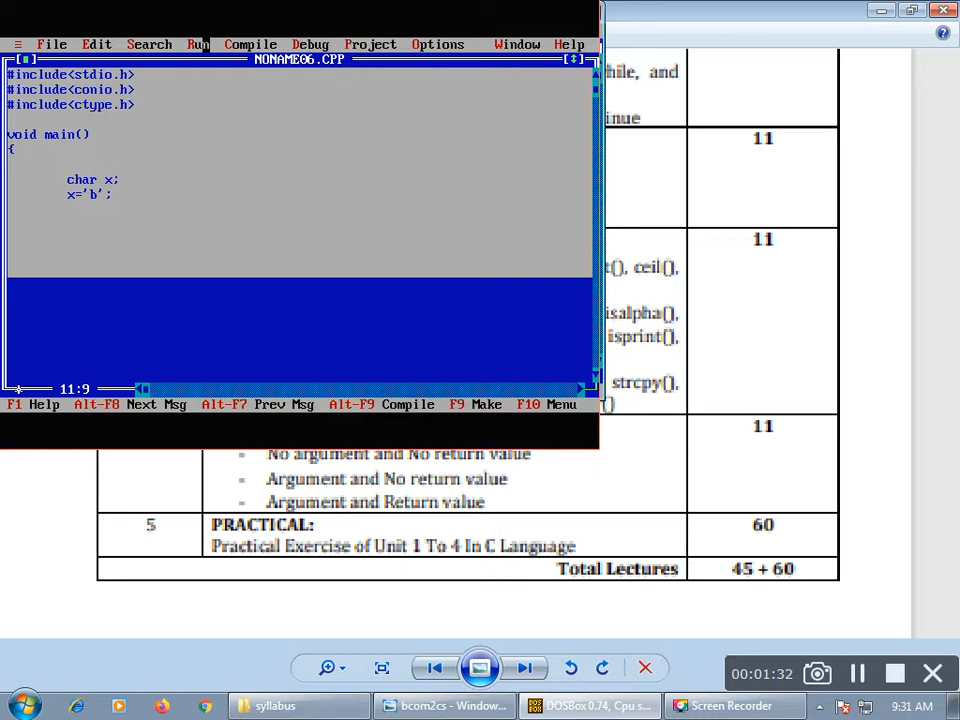 ≡ File Edit Search Run Compile Debug Project Options Window Help
NONAME06.CPP
#include<stdio.h>
#include<conio.h>
#include<ctype.h>
void main()
{
char x;
x='b';
11:9
F1 Help Alt-F8 Next Msg Alt-F7 Prev Msg Alt-F9 Compile F9 Make F10 Menu
and
11
11
ceil(),
isalpha(),
isprint(),
strcpy(),
11
- No argument and No return value
- Argument and No return value
- Argument and Return value
5 PRACTICAL: 60
Practical Exercise of Unit 1 To 4 In C Language
Total Lectures 45 + 60
00:01:32
syllabus
bcom2cs - Window...
DOSBox 0.74, Cpu s...
Screen Recorder
9:31 AM